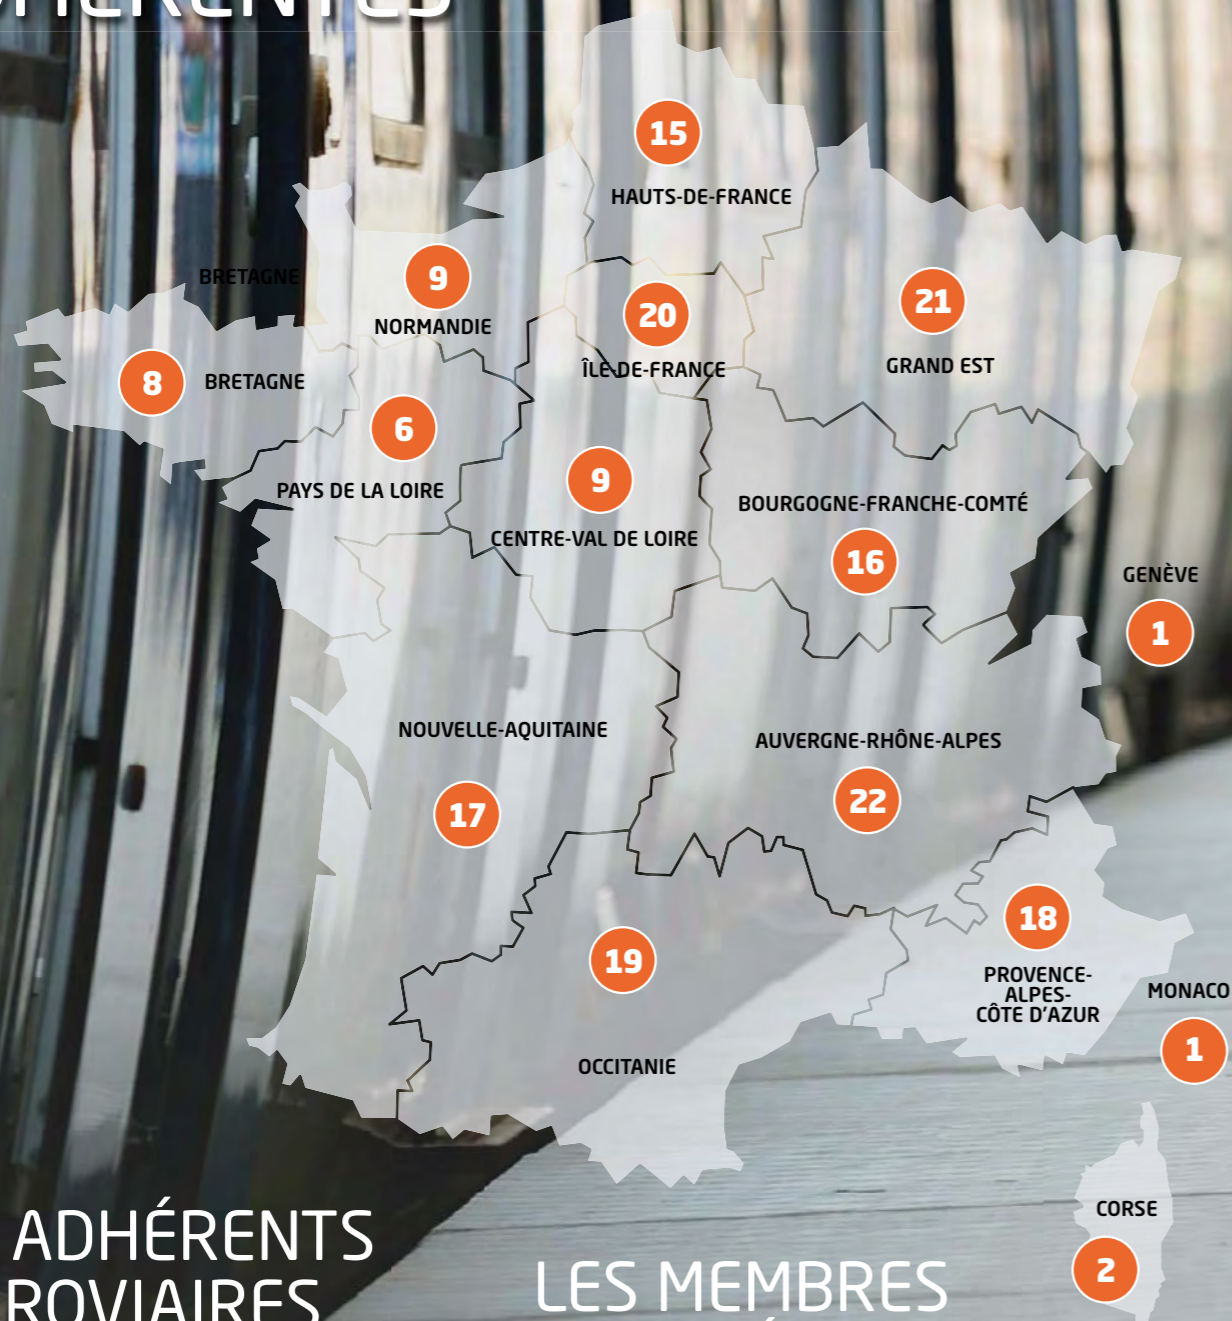 15
HAUTS-DE-FRANCE
BRETAGNE
9
NORMANDIE
20
ÎLE-DE-FRANCE
21
GRAND EST
8
BRETAGNE
6
PAYS DE LA LOIRE
9
CENTRE-VAL DE LOIRE
BOURGOGNE-FRANCHE-COMTÉ
16
GENÈVE
1
NOUVELLE-AQUITAINE
17
AUVERGNE-RHÔNE-ALPES
22
18
PROVENCE-
ALPES-
CÔTE D'AZUR
19
OCCITANIE
MONACO
1
CORSE
2
ADHÉRENTS
ROVIAIRES
LES MEMBRES